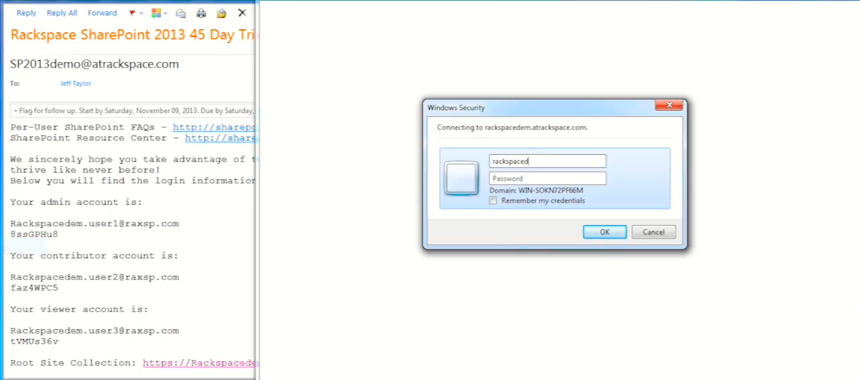 Reply Reply All Forward
Rackspace SharePoint 2013 45 Day Tri
SP2013demo@atrackspace.com
To: Jeff Taylor
• Flag for follow up. Start by Saturday, November 09, 2013. Due by Saturday,
Per-User SharePoint FAQs - http://sharepo
SharePoint Resource Center - http://share
We sincerely hope you take advantage of t
thrive like never before!
Below you will find the login information
Your admin account is:
Rackspacedem.user1@raxsp.com
8ssGPHu8
Your contributor account is:
Rackspacedem.user2@raxsp.com
faz4WPC5
Your viewer account is:
Rackspacedem.user3@raxsp.com
tVMUs36v
Root Site Collection: https://Rackspacede
Windows Security
Connecting to rackspacedem.atrackspace.com.
rackspaced
Password
Domain: WIN-SOKN72PF66M
Remember my credentials
OK Cancel